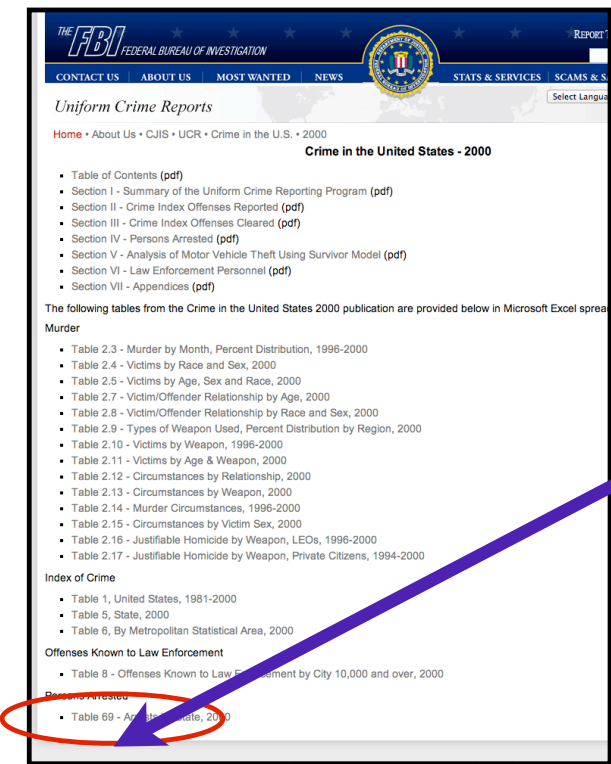 THE FBI FEDERAL BUREAU OF INVESTIGATION
REPORT
CONTACT US ABOUT US MOST WANTED NEWS STATS & SERVICES SCAMS &
Uniform Crime Reports
Select
Home • About Us • CJIS • UCR • Crime in the U.S. • 2000
Crime in the United States - 2000
Table of Contents (pdf)
Section I - Summary of the Uniform Crime Reporting Program (pdf)
Section II - Crime Index Offenses Reported (pdf)
Section III - Crime Index Offenses Cleared (pdf)
Section IV - Persons Arrested (pdf)
Section V - Analysis of Motor Vehicle Theft Using Survivor Model (pdf)
Section VI - Law Enforcement Personnel (pdf)
Section VII - Appendices (pdf)
The following tables from the Crime in the United States 2000 publication are provided below in Microsoft Excel
Murder
Table 2.3 - Murder by Month, Percent Distribution, 1996-2000
Table 2.4 - Victims by Race and Sex, 2000
Table 2.5 - Victims by Age, Sex and Race, 2000
Table 2.7 - Victim/Offender Relationship by Age, 2000
Table 2.8 - Victim/Offender Relationship by Race and Sex, 2000
Table 2.9 - Types of Weapon Used, Percent Distribution by Region, 2000
Table 2.10 - Victims by Weapon, 1996-2000
Table 2.11 - Victims by Age & Weapon, 2000
Table 2.12 - Circumstances by Relationship, 2000
Table 2.13 - Circumstances by Weapon, 2000
Table 2.14 - Murder Circumstances, 1996-2000
Table 2.15 - Circumstances by Victim Sex, 2000
Table 2.16 - Justifiable Homicide by Weapon, LEOs, 1996-2000
Table 2.17 - Justifiable Homicide by Weapon, Private Citizens, 1994-2000
Index of Crime
Table 1, United States, 1981-2000
Table 5, State, 2000
Table 6, By Metropolitan Statistical Area, 2000
Offenses Known to Law Enforcement
Table 8 - Offenses Known to Law Enforcement by City 10,000 and over, 2000
Persons Arrested
Table 69 - Arrests State, 2000